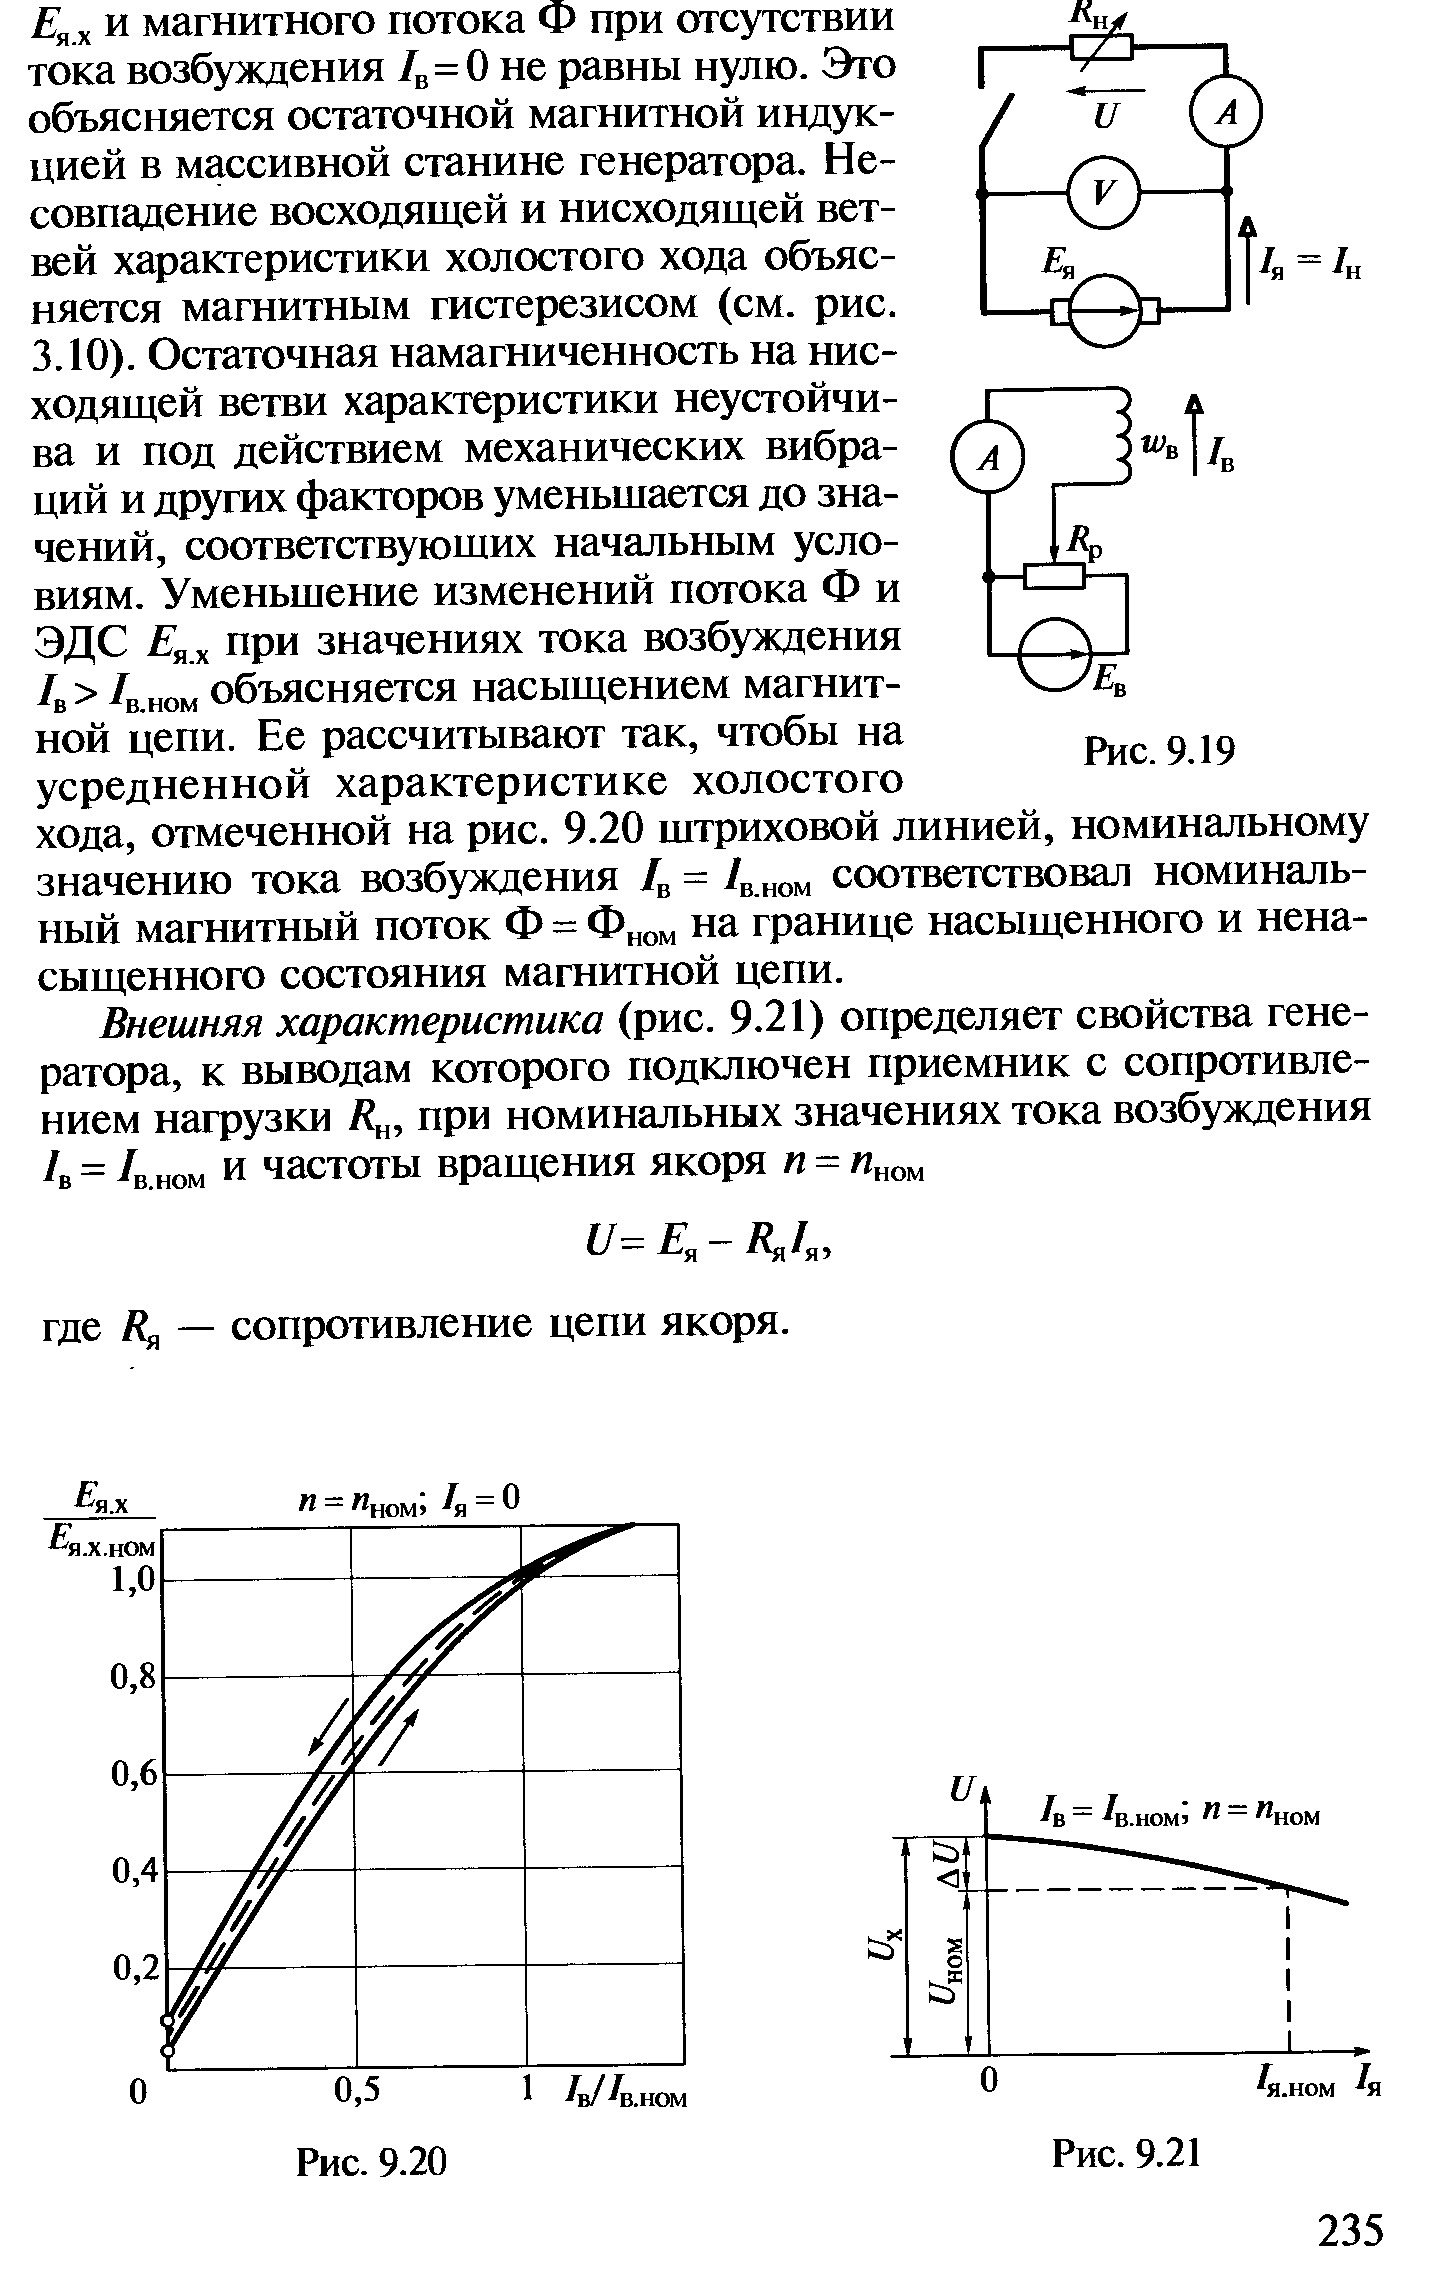 Eя.х и магнитного потока Ф при отсутствии
тока возбуждения Iв = 0 не равны нулю. Это
объясняется остаточной магнитной индук-
цией в массивной станине генератора. Не-
совпадение восходящей и нисходящей вет-
вей характеристики холостого хода объяс-
няется магнитным гистерезисом (см. рис.
3.10). Остаточная намагниченность на нис-
ходящей ветви характеристики неустойчи-
ва и под действием механических вибра-
ций и других факторов уменьшается до зна-
чений, соответствующих начальным усло-
виям. Уменьшение изменений потока Ф и
ЭДС Eя.х при значениях тока возбуждения
Iв > Iв.ном объясняется насыщением магнит-
ной цепи. Ее рассчитывают так, чтобы на
усредненной характеристике холостого
Rн
U
A
V
Eя
Iя = Iн
A
wв
Iв
Rр
Eв
Рис. 9.19
хода, отмеченной на рис. 9.20 штриховой линией, номинальному
значению тока возбуждения Iв = Iв.ном соответствовал номиналь-
ный магнитный поток Ф = Фном на границе насыщенного и нена-
сыщенного состояния магнитной цепи.
Внешняя характеристика (рис. 9.21) определяет свойства гене-
ратора, к выводам которого подключен приемник с сопротивле-
нием нагрузки Rн, при номинальных значениях тока возбуждения
Iв = Iв.ном и частоты вращения якоря n = nном
U = Eя – RяIя,
где Rя — сопротивление цепи якоря.
Eя.х
Eя.х.ном
n = nном; Iя = 0
1,0
0,8
0,6
0,4
0,2
0
0,5
1
Iв/Iв.ном
Рис. 9.20
U
Iв = Iв.ном; n = nном
ΔU
Uх
Uном
0
Iя.ном
Iя
Рис. 9.21
235